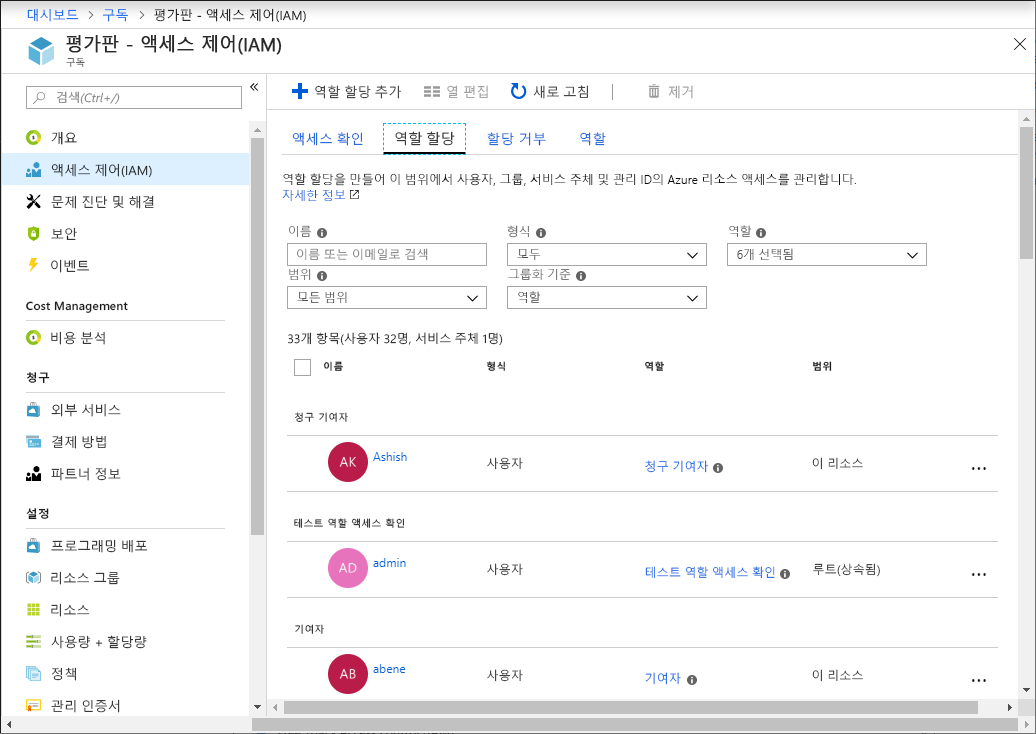 대시보드 > 구독 > 평가판 - 액세스 제어(IAM)
평가판 - 액세스 제어(IAM)
구독
검색(Ctrl+/)
개요
액세스 제어(IAM)
문제 진단 및 해결
보안
이벤트
Cost Management
비용 분석
청구
외부 서비스
결제 방법
파트너 정보
설정
프로그래밍 배포
리소스 그룹
리소스
사용량 + 할당량
정책
관리 인증서
역할 할당 추가 열 편집 새로 고침 제거
액세스 확인 역할 할당 할당 거부 역할
역할 할당을 만들어 이 범위에서 사용자, 그룹, 서비스 주체 및 관리 ID의 Azure 리소스 액세스를 관리합니다.
자세한 정보
이름 형식 역할
이름 또는 이메일로 검색 모두 6개 선택됨
범위 그룹화 기준
모든 범위 역할
33개 항목(사용자 32명, 서비스 주체 1명)
이름 형식 역할 범위
청구 기여자
AK Ashish 사용자 청구 기여자 이 리소스 ...
테스트 역할 액세스 확인
AD admin 사용자 테스트 역할 액세스 확인 루트(상속됨) ...
기여자
AB abene 사용자 기여자 이 리소스 ...